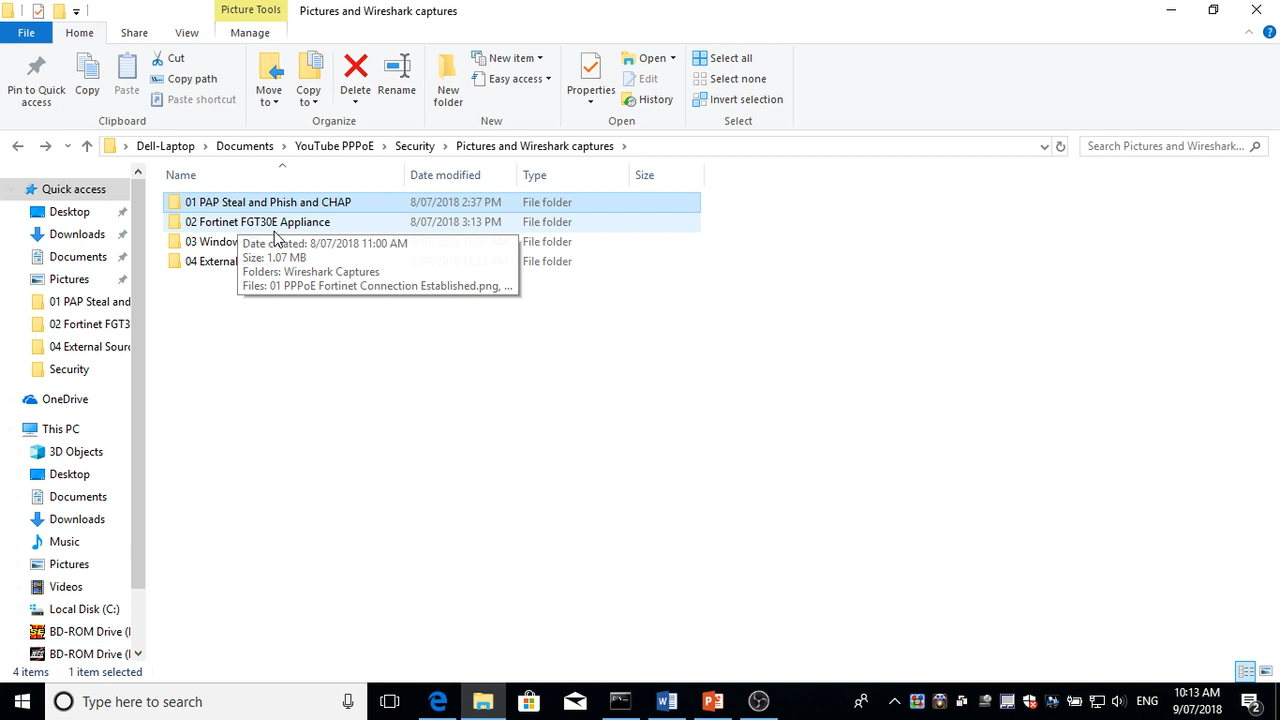 Picture Tools
Pictures and Wireshark captures
File
Home
Share
View
Manage
Pin to Quick access
Copy
Paste
Cut
Copy path
Paste shortcut
Clipboard
Move to
Copy to
Delete
Rename
Organize
New folder
New item
Easy access
New
Properties
Open
Edit
History
Open
Select all
Select none
Invert selection
Select
Dell-Laptop
Documents
YouTube PPPoE
Security
Pictures and Wireshark captures
Search Pictures and Wireshark...
Name
Date modified
Type
Size
Quick access
Desktop
Downloads
Documents
Pictures
01 PAP Steal and
02 Fortinet FGT3
04 External Sourc
Security
OneDrive
This PC
3D Objects
Desktop
Documents
Downloads
Music
Pictures
Videos
Local Disk (C:)
BD-ROM Drive (
BD-ROM Drive (
01 PAP Steal and Phish and CHAP 8/07/2018 2:37 PM File folder
02 Fortinet FGT30E Appliance 8/07/2018 3:13 PM File folder
03 Window File folder
04 External File folder
Date created: 8/07/2018 11:00 AM
Size: 1.07 MB
Folders: Wireshark Captures
Files: 01 PPPoE Fortinet Connection Established.png, ...
4 items 1 item selected
Type here to search
ENG
10:13 AM
9/07/2018
2